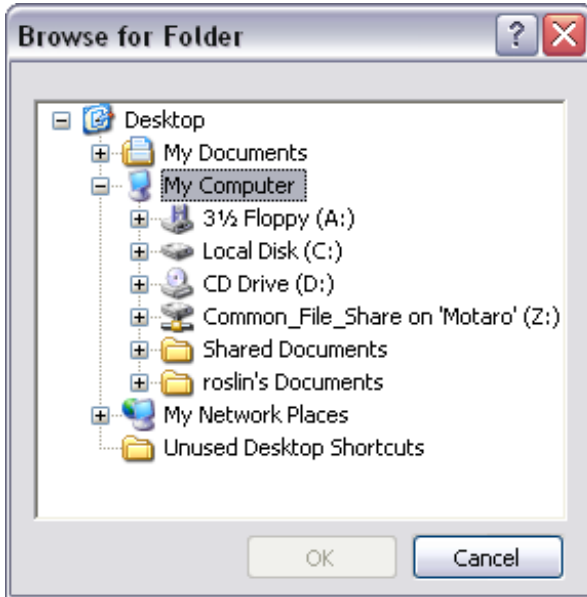 Browse for Folder
Desktop
My Documents
My Computer
3½ Floppy (A:)
Local Disk (C:)
CD Drive (D:)
Common_File_Share on 'Motaro' (Z:)
Shared Documents
roslin's Documents
My Network Places
Unused Desktop Shortcuts
OK Cancel